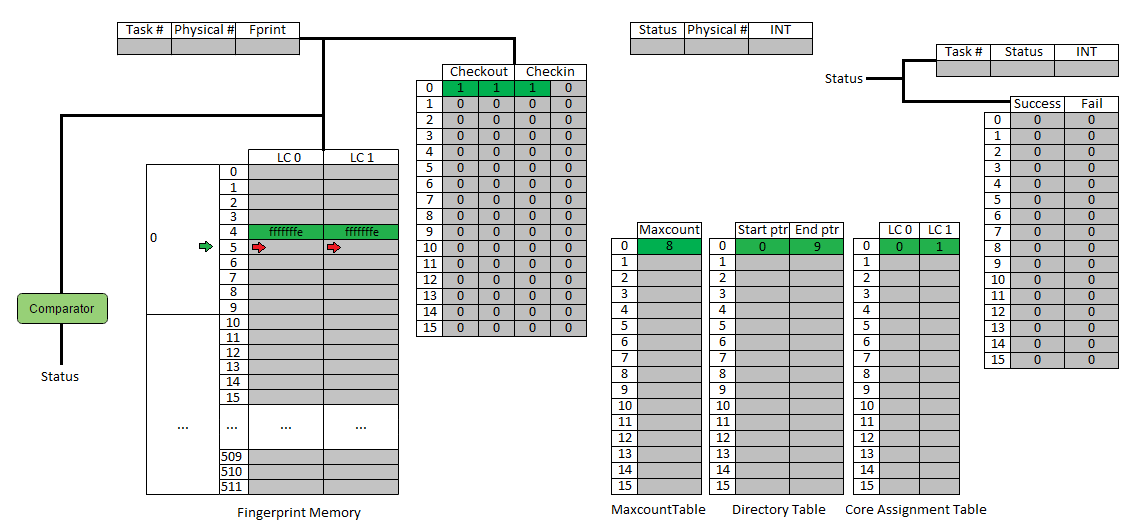 Task # Physical # Fprint
Status Physical # INT
Task # Status INT
Status
Checkout Checkin
0 1 1 1 0
1 0 0 0 0
2 0 0 0 0
3 0 0 0 0
4 0 0 0 0
5 0 0 0 0
6 0 0 0 0
7 0 0 0 0
8 0 0 0 0
9 0 0 0 0
10 0 0 0 0
11 0 0 0 0
12 0 0 0 0
13 0 0 0 0
14 0 0 0 0
15 0 0 0 0
Success Fail
0 0 0
1 0 0
2 0 0
3 0 0
4 0 0
5 0 0
6 0 0
7 0 0
8 0 0
9 0 0
10 0 0
11 0 0
12 0 0
13 0 0
14 0 0
15 0 0
LC 0 LC 1
0
1
2
3
4 fffffffe fffffffe
0
5
6
7
8
9
10
11
12
13
14
15
... ... ... ...
509
510
511
Fingerprint Memory
Comparator
Status
Maxcount
0 8
1
2
3
4
5
6
7
8
9
10
11
12
13
14
15
MaxcountTable
Start ptr End ptr
0 0 9
1
2
3
4
5
6
7
8
9
10
11
12
13
14
15
Directory Table
LC 0 LC 1
0 0 1
1
2
3
4
5
6
7
8
9
10
11
12
13
14
15
Core Assignment Table